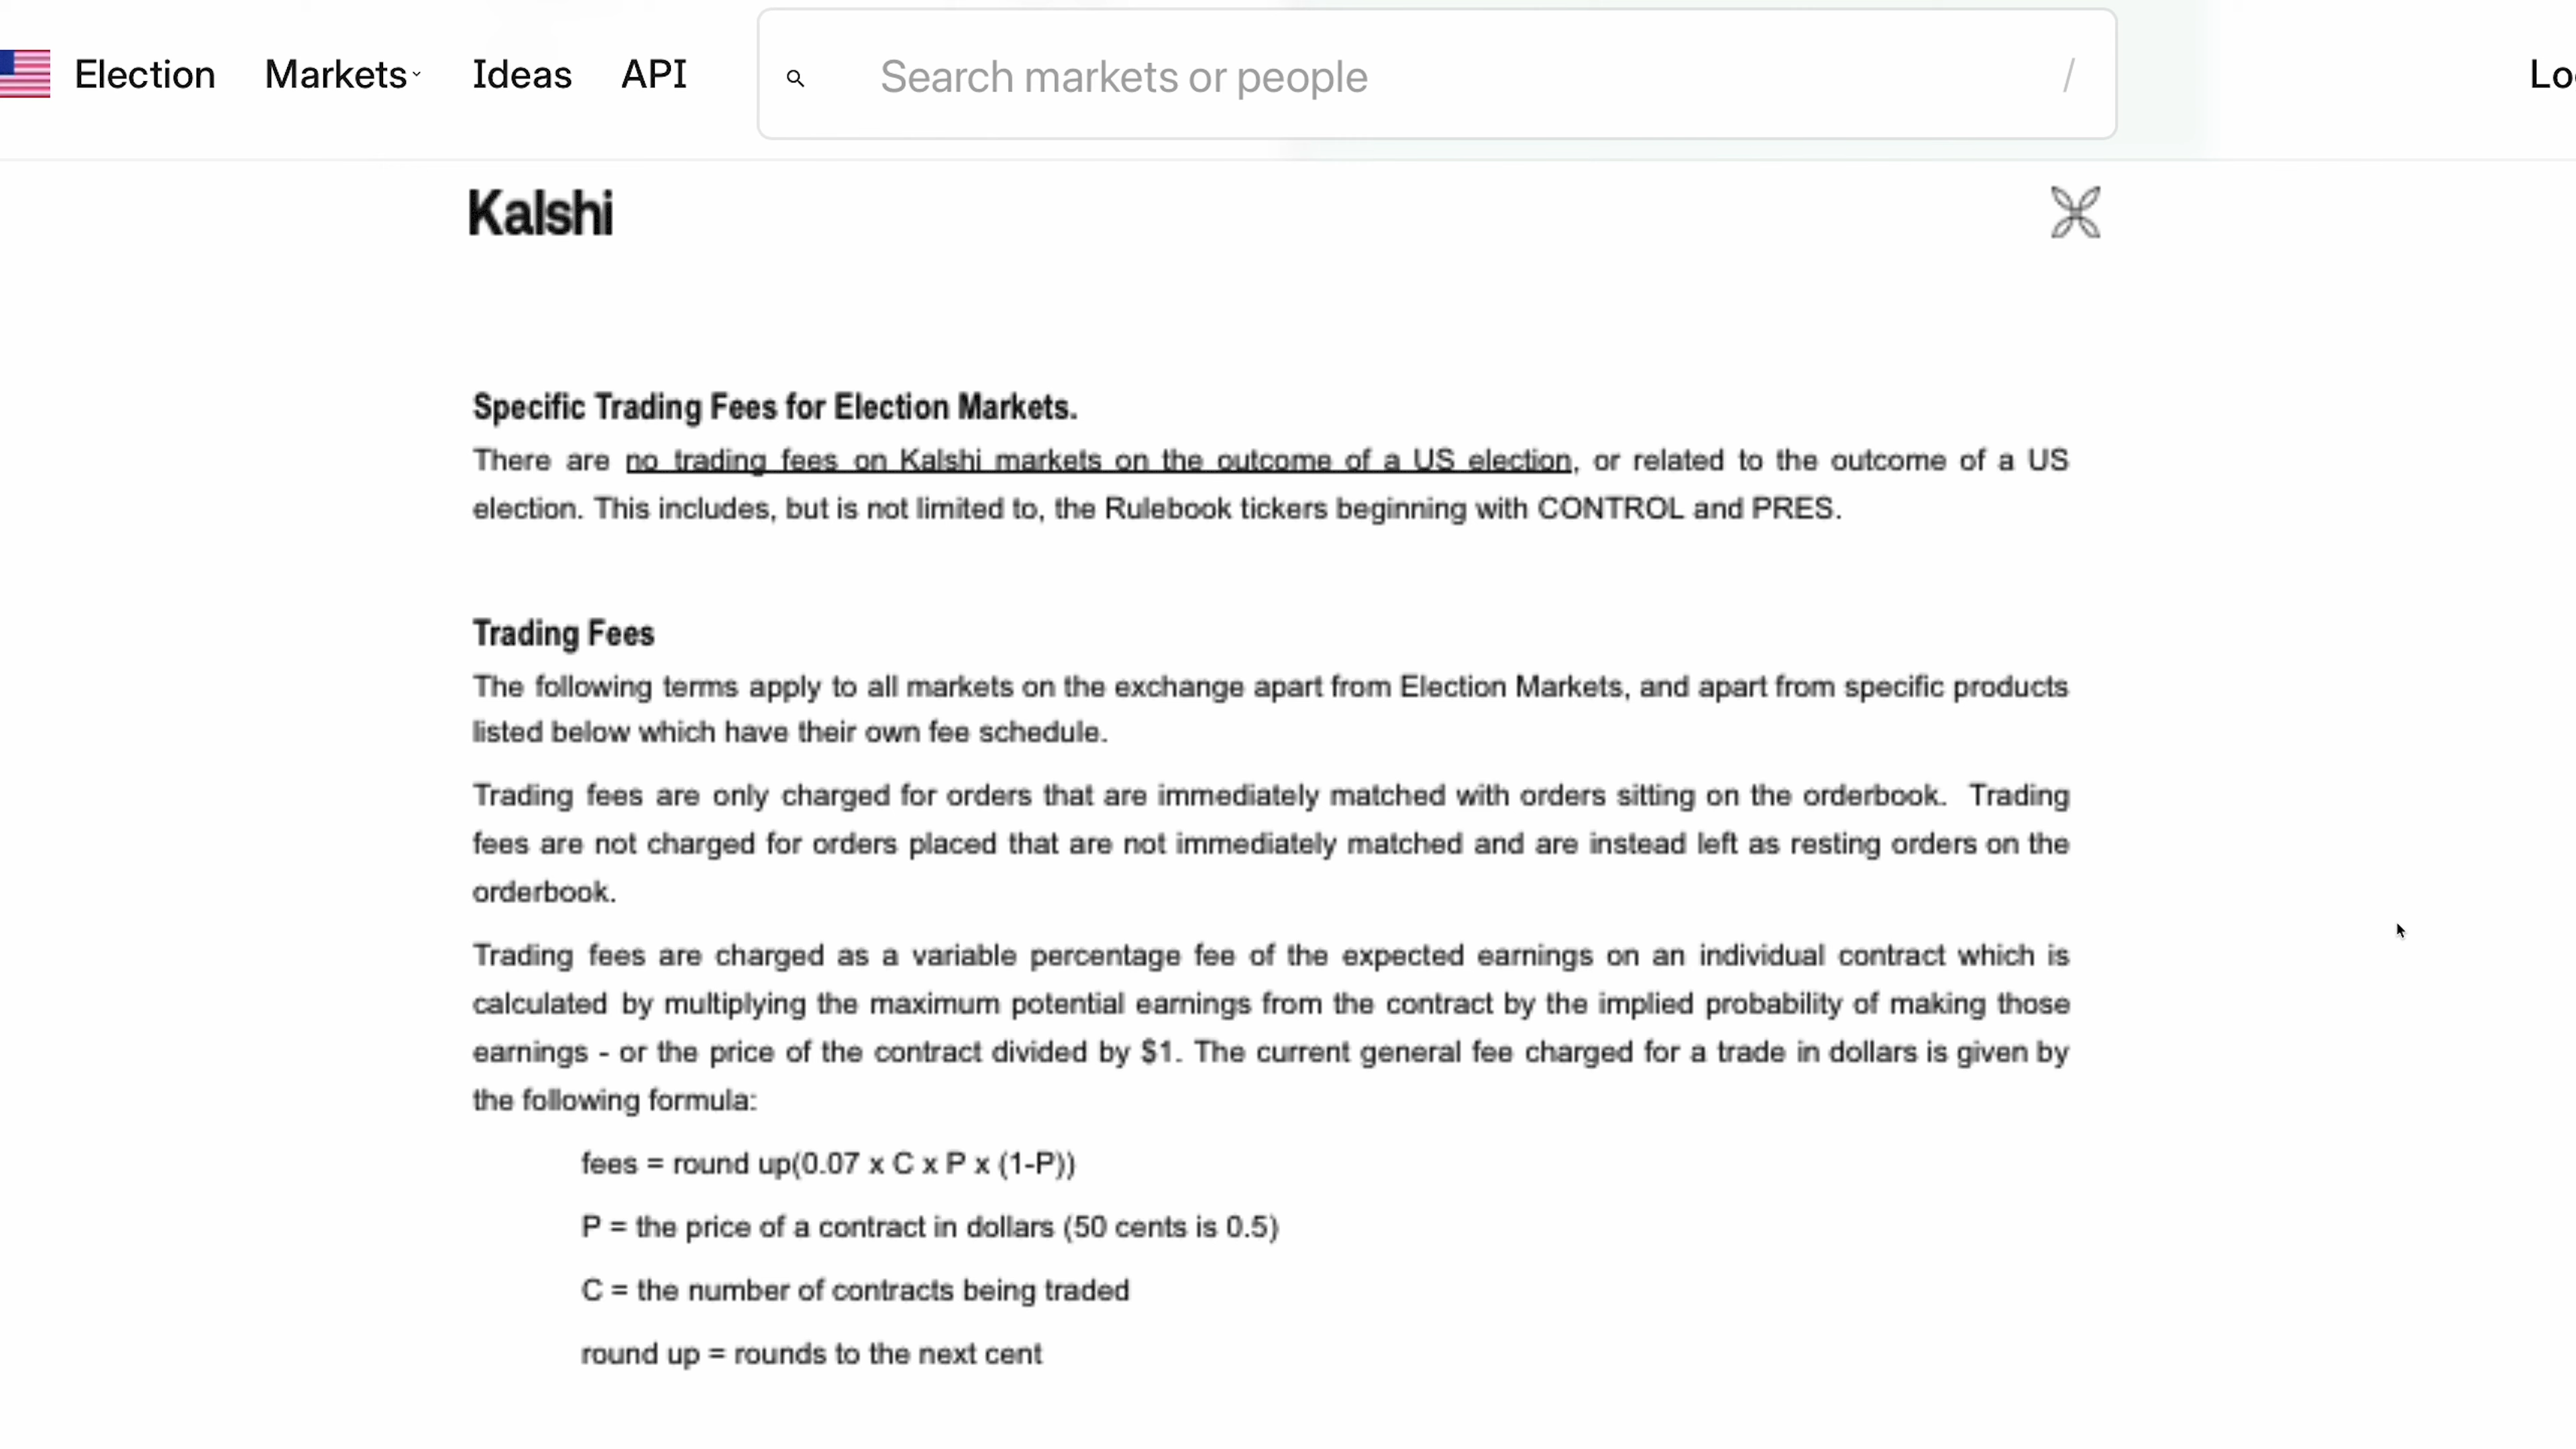 Election Markets Ideas API Search markets or people / Lo
Kalshi
Specific Trading Fees for Election Markets.
There are no trading fees on Kalshi markets on the outcome of a US election, or related to the outcome of a US
election. This includes, but is not limited to, the Rulebook tickers beginning with CONTROL and PRES.
Trading Fees
The following terms apply to all markets on the exchange apart from Election Markets, and apart from specific products
listed below which have their own fee schedule.
Trading fees are only charged for orders that are immediately matched with orders sitting on the orderbook. Trading
fees are not charged for orders placed that are not immediately matched and are instead left as resting orders on the
orderbook.
Trading fees are charged as a variable percentage fee of the expected earnings on an individual contract which is
calculated by multiplying the maximum potential earnings from the contract by the implied probability of making those
earnings - or the price of the contract divided by $1. The current general fee charged for a trade in dollars is given by
the following formula:
fees = round up(0.07 x C x P x (1-P))
P = the price of a contract in dollars (50 cents is 0.5)
C = the number of contracts being traded
round up = rounds to the next cent